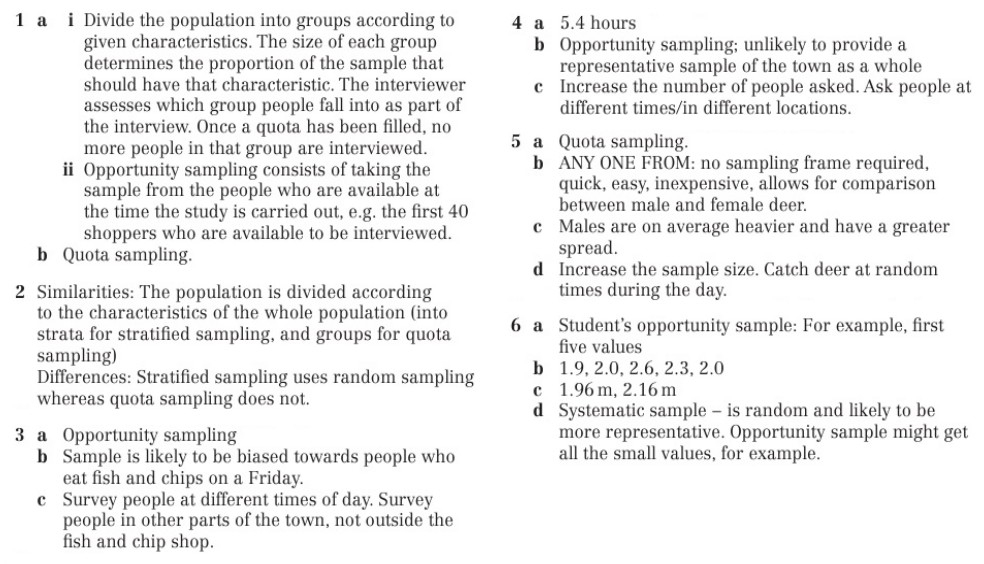 1 a i Divide the population into groups according to
given characteristics. The size of each group
determines the proportion of the sample that
should have that characteristic. The interviewer
assesses which group people fall into as part of
the interview. Once a quota has been filled, no
more people in that group are interviewed.
ii Opportunity sampling consists of taking the
sample from the people who are available at
the time the study is carried out, e.g. the first 40
shoppers who are available to be interviewed.
b Quota sampling.
2 Similarities: The population is divided according
to the characteristics of the whole population (into
strata for stratified sampling, and groups for quota
sampling)
Differences: Stratified sampling uses random sampling
whereas quota sampling does not.
3 a Opportunity sampling
b Sample is likely to be biased towards people who
eat fish and chips on a Friday.
c Survey people at different times of day. Survey
people in other parts of the town, not outside the
fish and chip shop.
4 a 5.4 hours
b Opportunity sampling; unlikely to provide a
representative sample of the town as a whole
c Increase the number of people asked. Ask people at
different times/in different locations.
5 a Quota sampling.
b ANY ONE FROM: no sampling frame required,
quick, easy, inexpensive, allows for comparison
between male and female deer.
c Males are on average heavier and have a greater
spread.
d Increase the sample size. Catch deer at random
times during the day.
6 a Student's opportunity sample: For example, first
five values
b 1.9, 2.0, 2.6, 2.3, 2.0
c 1.96 m, 2.16 m
d Systematic sample – is random and likely to be
more representative. Opportunity sample might get
all the small values, for example.